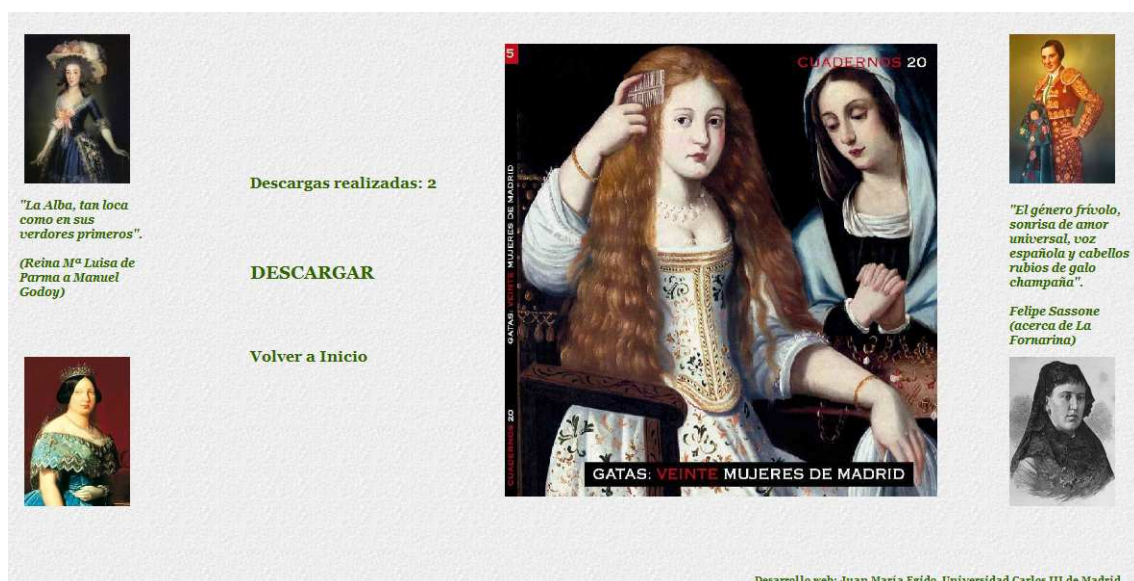 "La Alba, tan loca
como en sus
verdores primeros".
(Reina Mª Luisa de
Parma a Manuel
Godoy)
Descargas realizadas: 2
DESCARGAR
Volver a Inicio
5
CUADERNOS 20
GATAS: VEINTE MUJERES DE MADRID
CUADERNOS 20
GATAS: VEINTE MUJERES DE MADRID
"El género frívolo,
sonrisa de amor
universal, voz
española y cabellos
rubios de galo
champaña".
Felipe Sassone
(acerca de La
Fornarina)
Desarrollo web: Juan María Egido. Universidad Carlos III de Madrid